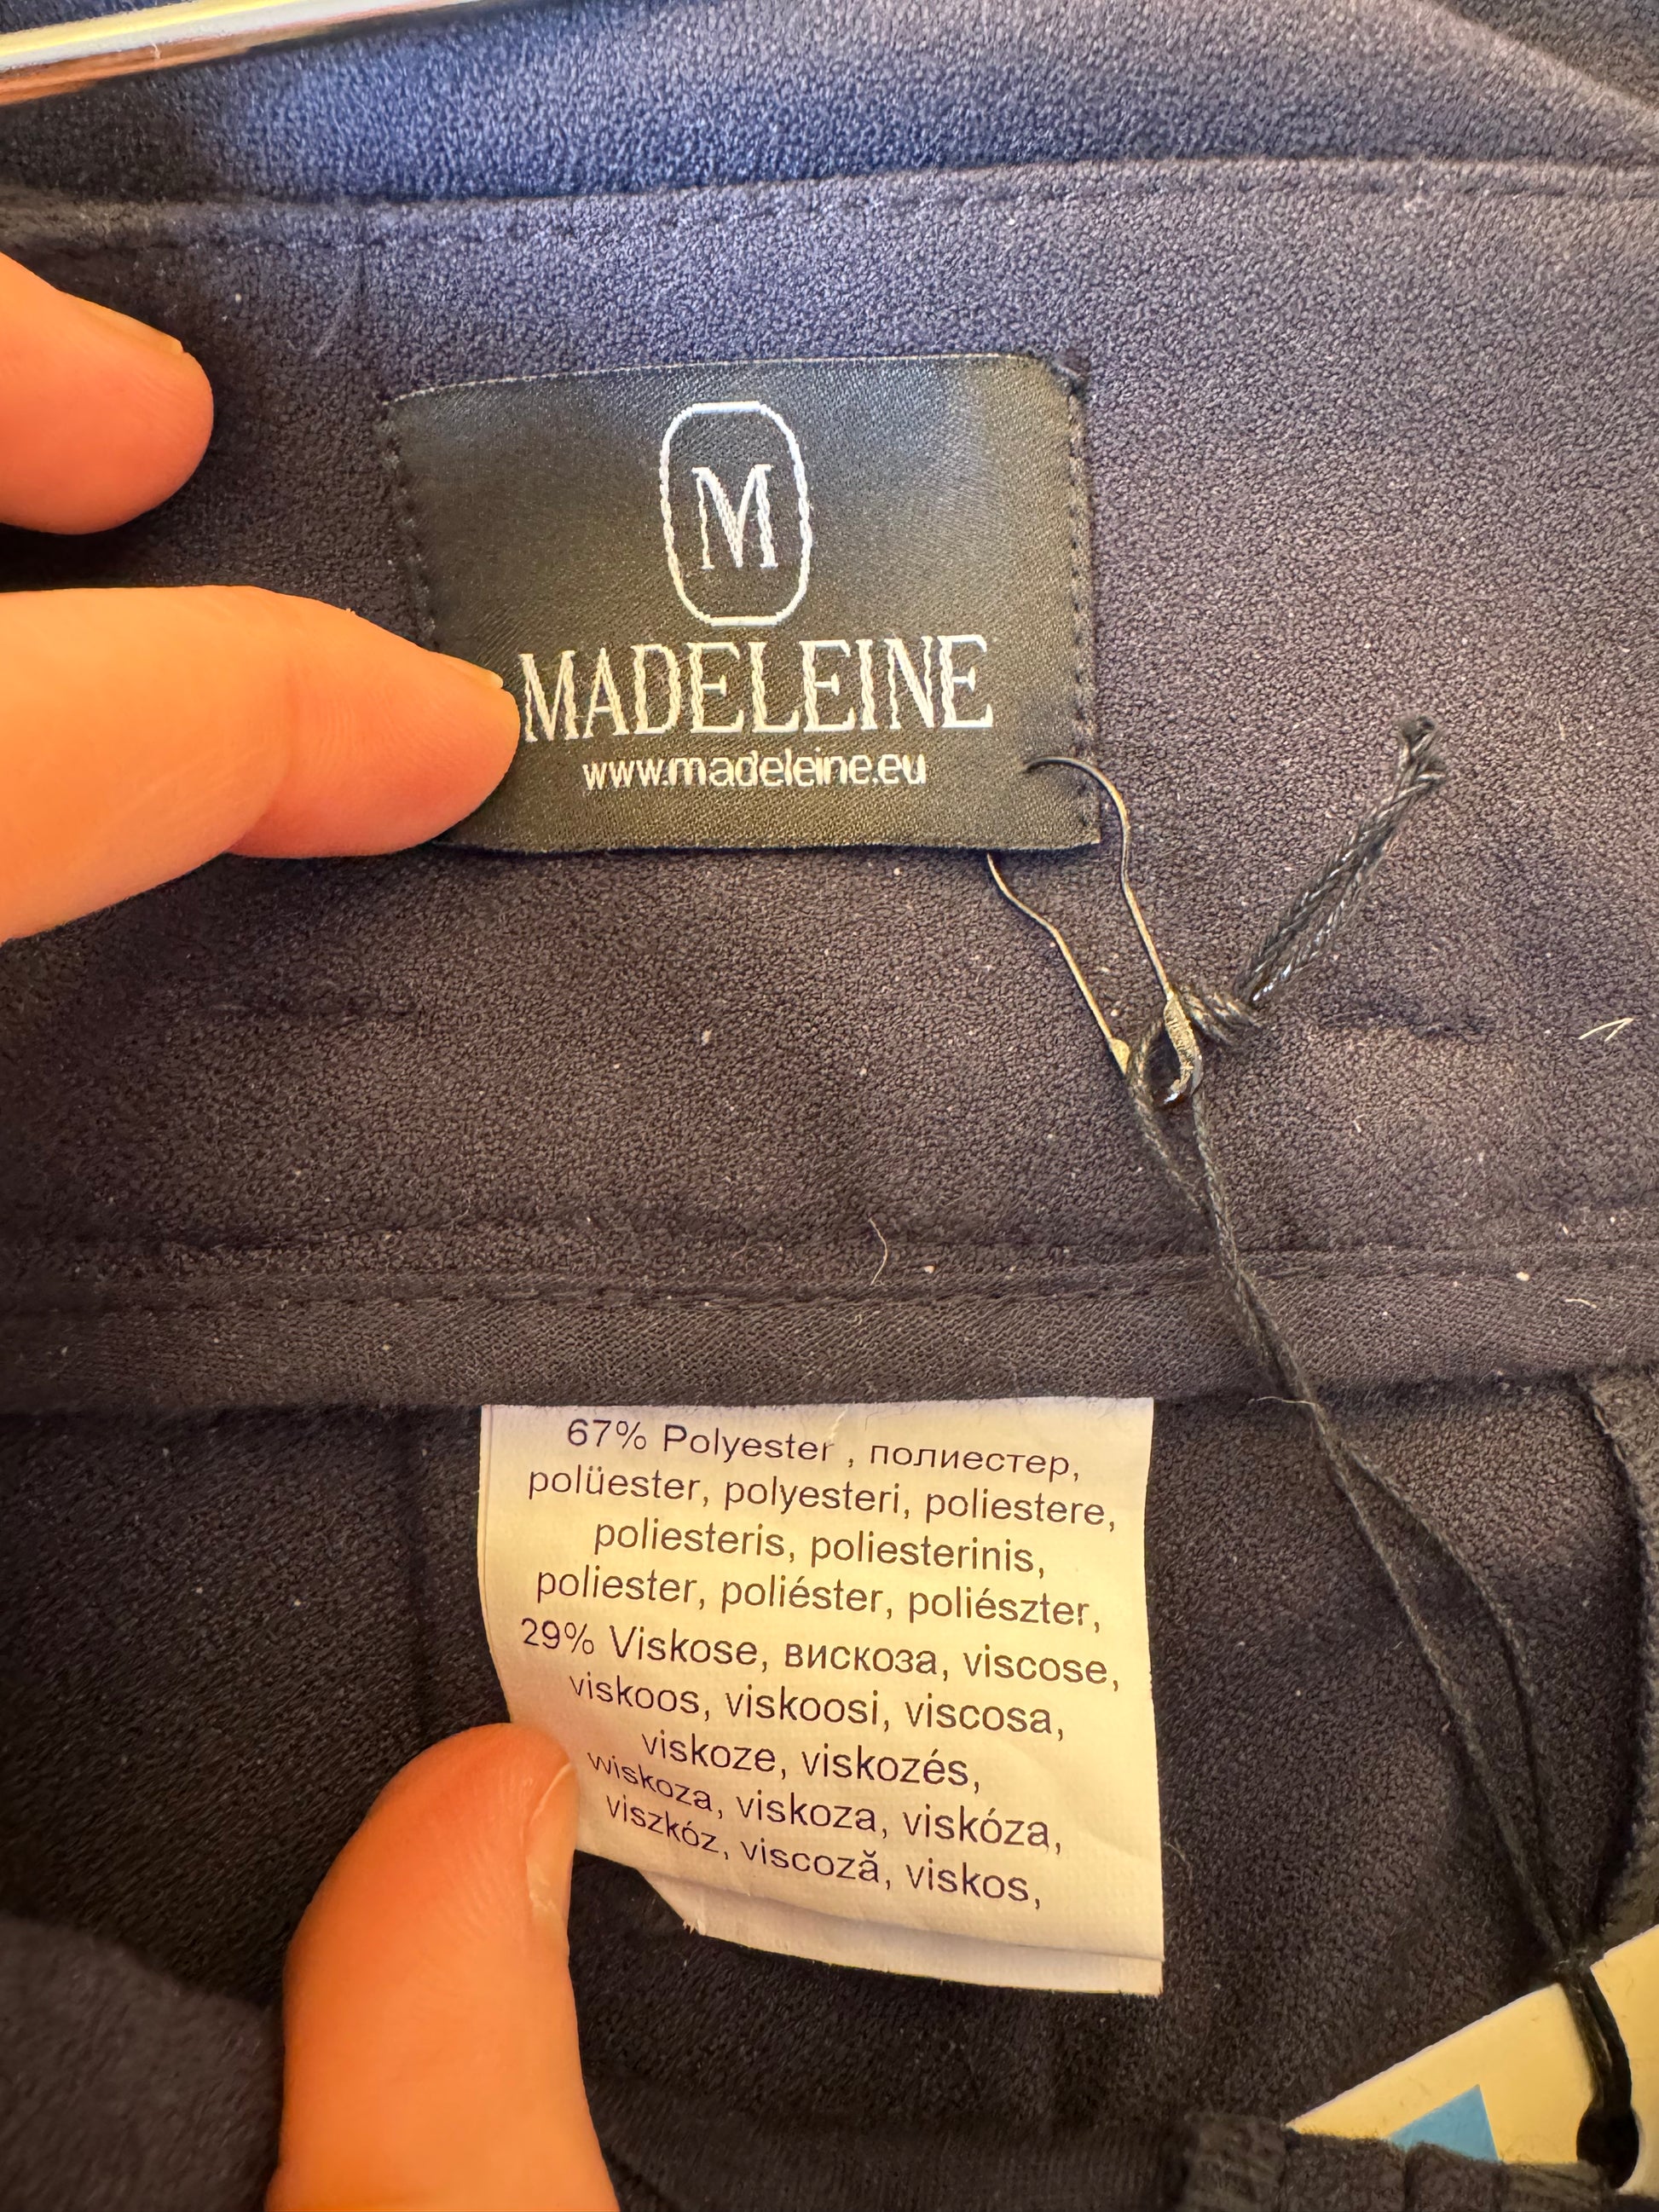 M
MADELEINE
www.madeleine.eu
67% Polyester , полиестер,
polüester, polyesteri, poliestere,
poliesteris, poliesterinis,
poliester, poliéster, poliészter,
29% Viskose, вискоза, viscose,
viskoos, viskoosi, viscosa,
viskoze, viskozés,
wiskoza, viskoza, viskóza,
viszkóz, viscoză, viskos,